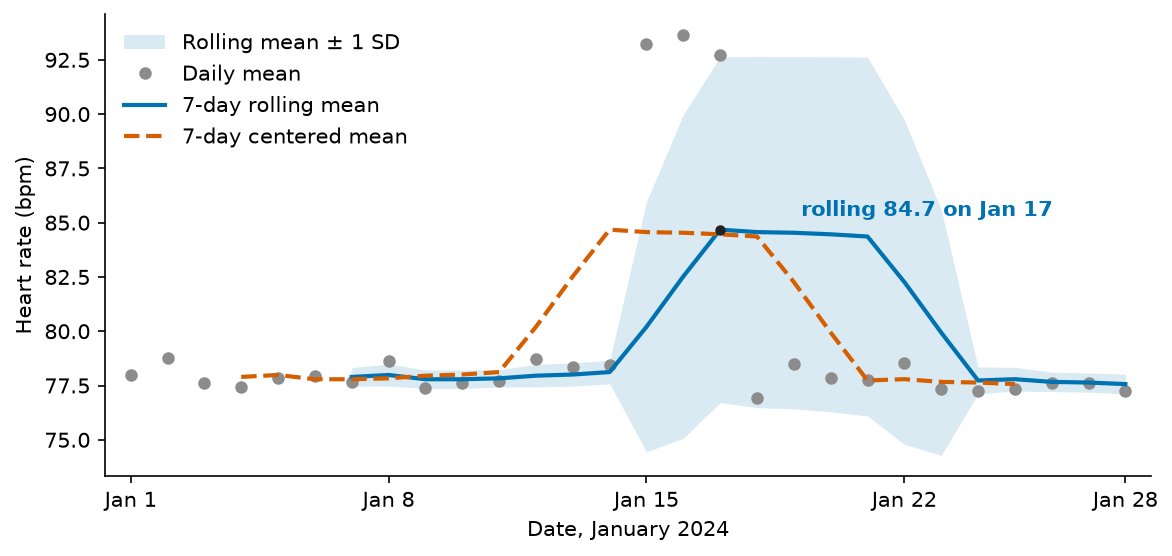 Rolling mean ± 1 SD
Daily mean
7-day rolling mean
7-day centered mean
rolling 84.7 on Jan 17
Heart rate (bpm)
92.5
90.0
87.5
85.0
82.5
80.0
77.5
75.0
Jan 1
Jan 8
Jan 15
Jan 22
Jan 28
Date, January 2024